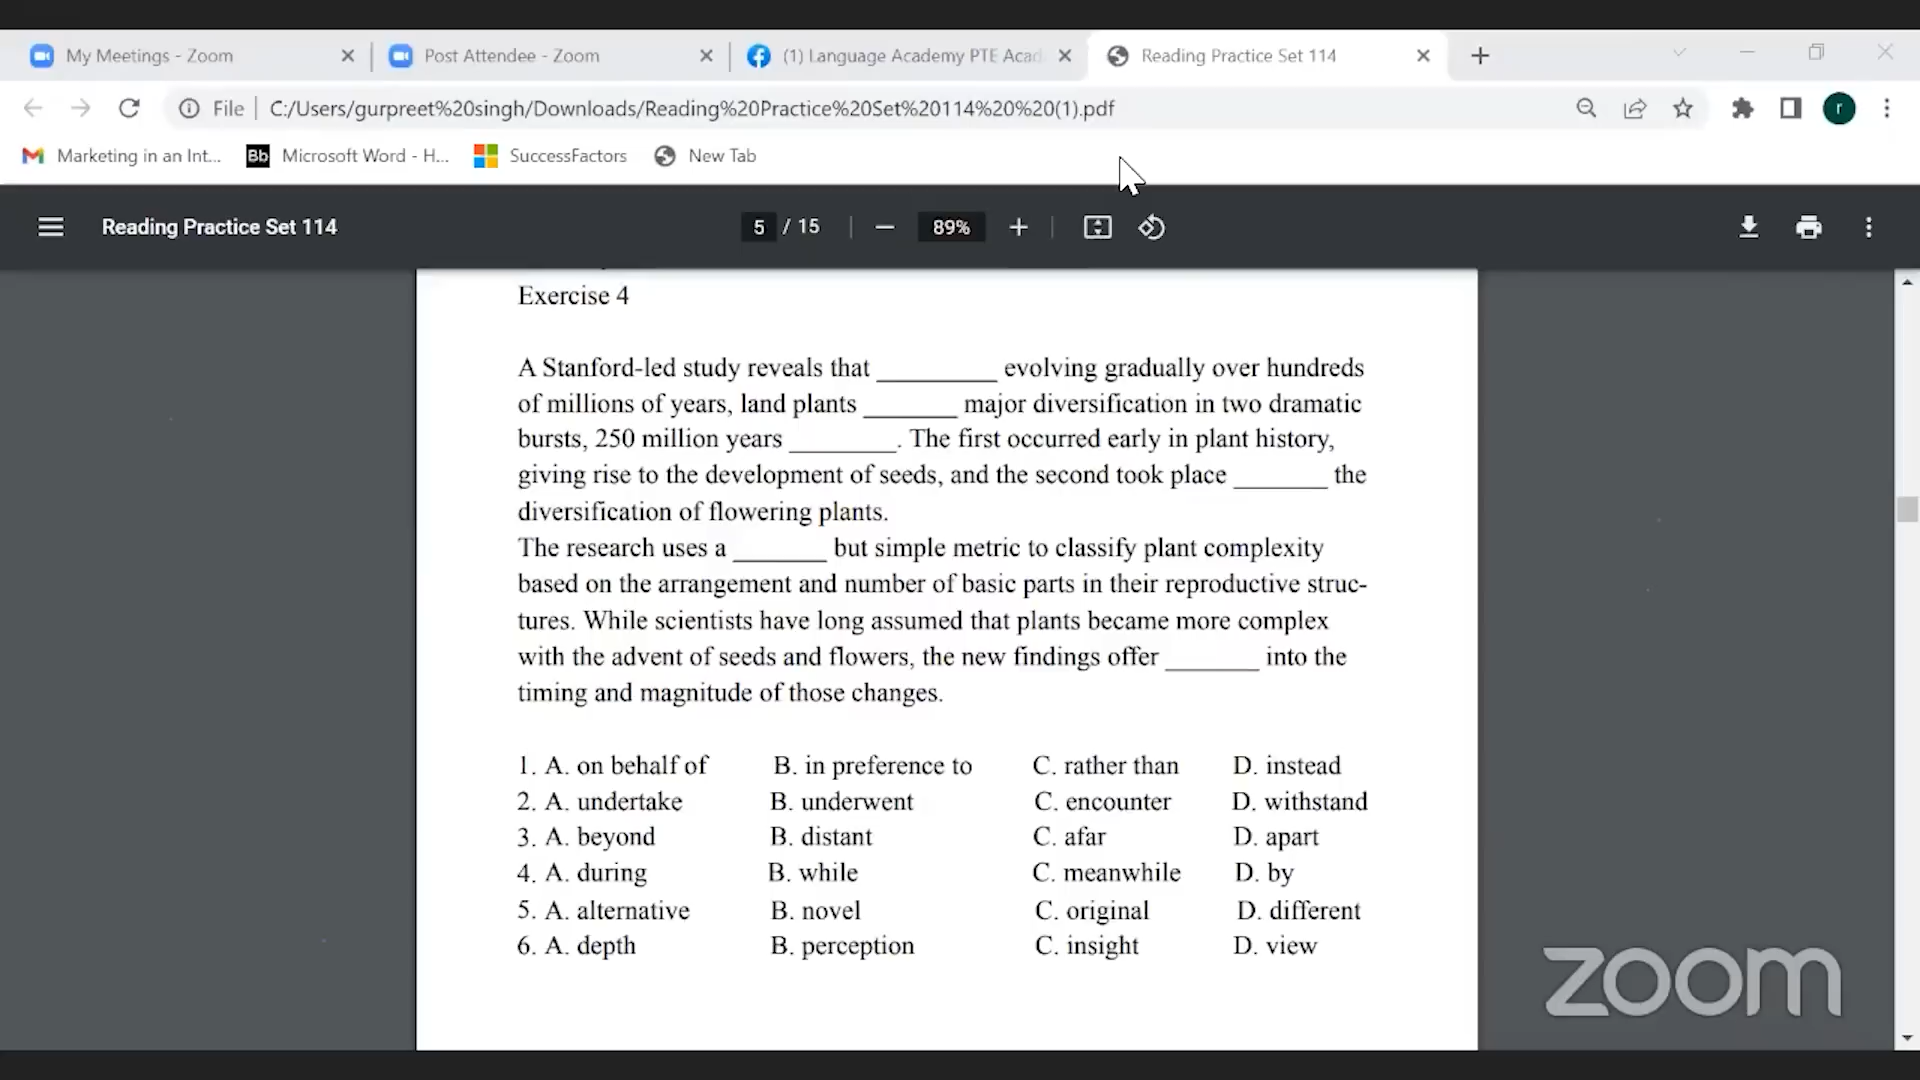 My Meetings - Zoom
Post Attendee - Zoom
(1) Language Academy PTE Acad
Reading Practice Set 114
File
C:/Users/gurpreet%20singh/Downloads/Reading%20Practice%20Set%20114%20%20(1).pdf
r
Marketing in an Int...
Bb Microsoft Word - H...
SuccessFactors
New Tab
Reading Practice Set 114
5 / 15
89%
Exercise 4
A Stanford-led study reveals that _________ evolving gradually over hundreds
of millions of years, land plants _______ major diversification in two dramatic
bursts, 250 million years ________. The first occurred early in plant history,
giving rise to the development of seeds, and the second took place _______ the
diversification of flowering plants.
The research uses a _______ but simple metric to classify plant complexity
based on the arrangement and number of basic parts in their reproductive struc-
tures. While scientists have long assumed that plants became more complex
with the advent of seeds and flowers, the new findings offer _______ into the
timing and magnitude of those changes.
1. A. on behalf of B. in preference to C. rather than D. instead
2. A. undertake B. underwent C. encounter D. withstand
3. A. beyond B. distant C. afar D. apart
4. A. during B. while C. meanwhile D. by
5. A. alternative B. novel C. original D. different
6. A. depth B. perception C. insight D. view
zoom